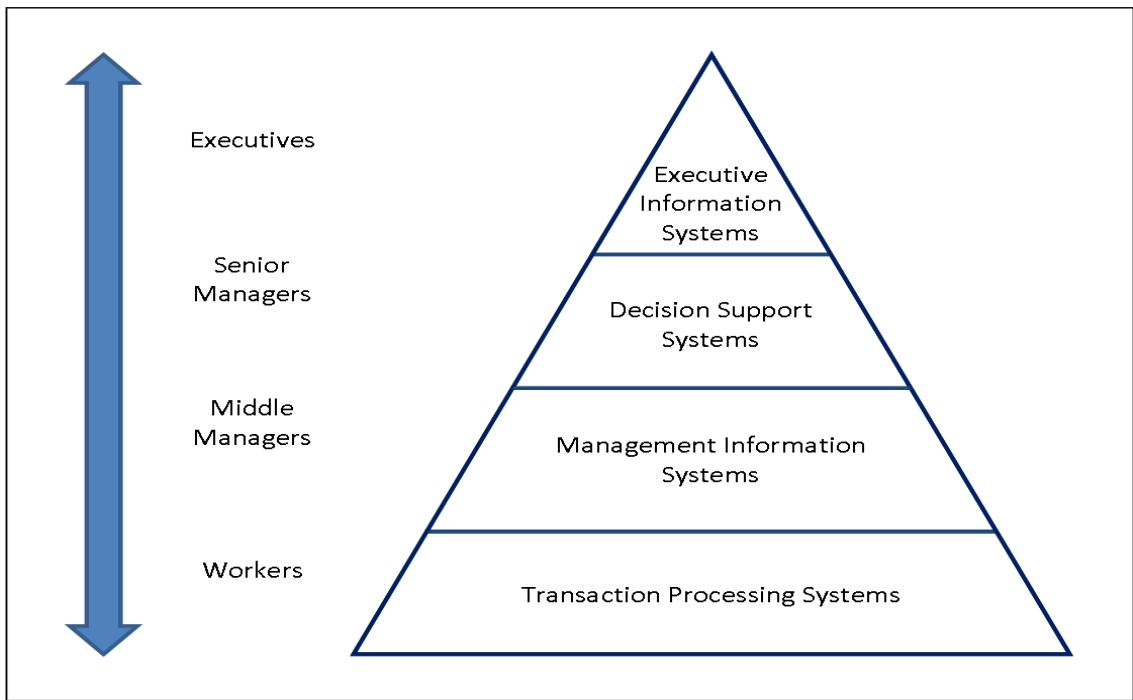 Executives
Executive
Information
Systems
Senior
Managers
Decision Support
Systems
Middle
Managers
Management Information
Systems
Workers
Transaction Processing Systems